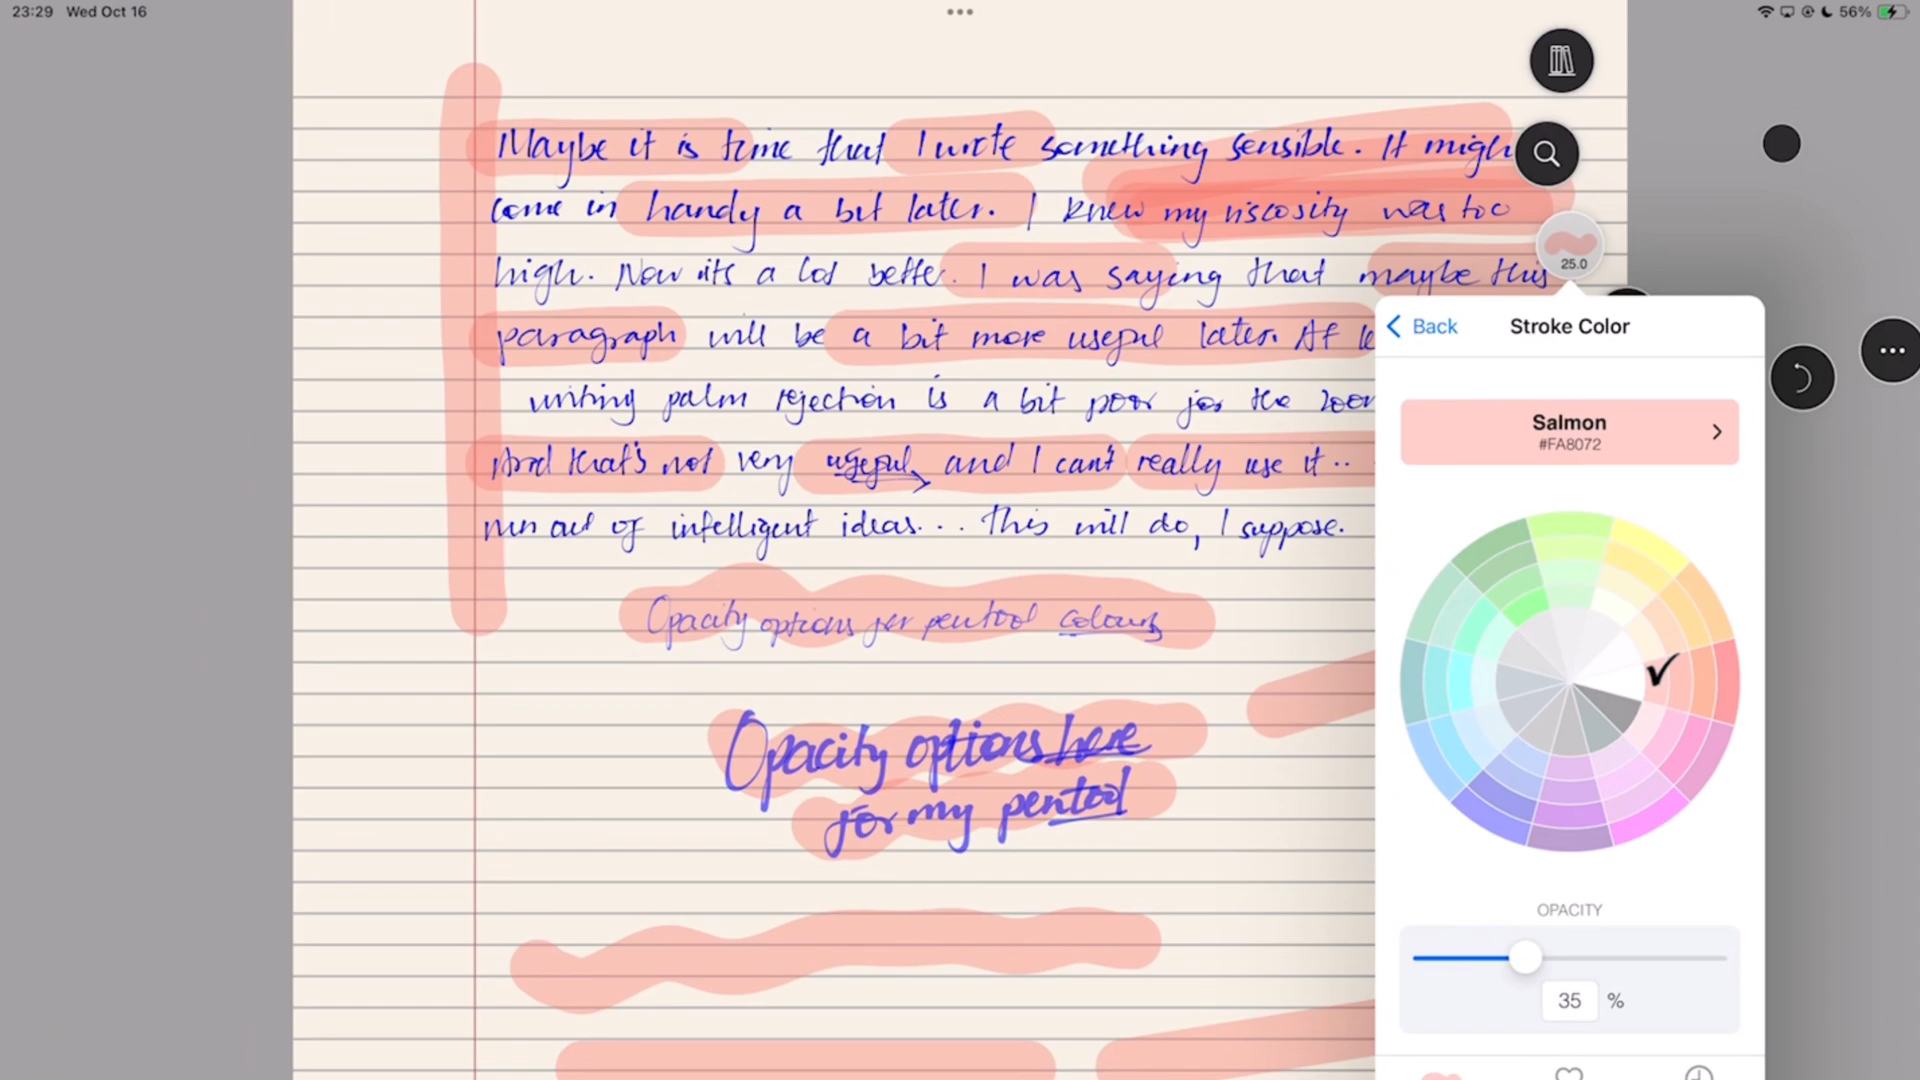 23:29 Wed Oct 16
56%
Maybe it is time that I write something sensible. It migh
come in handy a bit later. I knew my viscosity was too
high. Now its a lot better. I was saying that maybe this
25.0
paragraph will be a bit more useful later. At le
writing palm rejection is a bit poor for the zoom
And that's not very useful, and I can't really use it..
run out of intelligent ideas... This will do, I suppose.
Opacity options for pentool colours
Opacity options here
for my pentool
Back
Stroke Color
Salmon
#FA8072
OPACITY
35 %